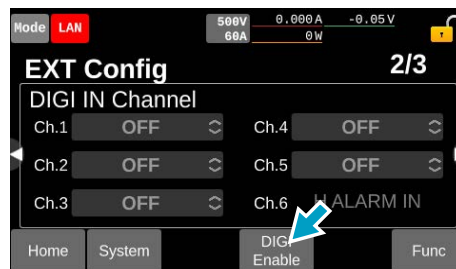 Mode LAN 500V 0.000A -0.05V
60A 0W
EXT Config 2/3
DIGI IN Channel
Ch.1 OFF Ch.4 OFF
Ch.2 OFF Ch.5 OFF
Ch.3 OFF Ch.6 ALARM IN
Home System DIGI Func
Enable